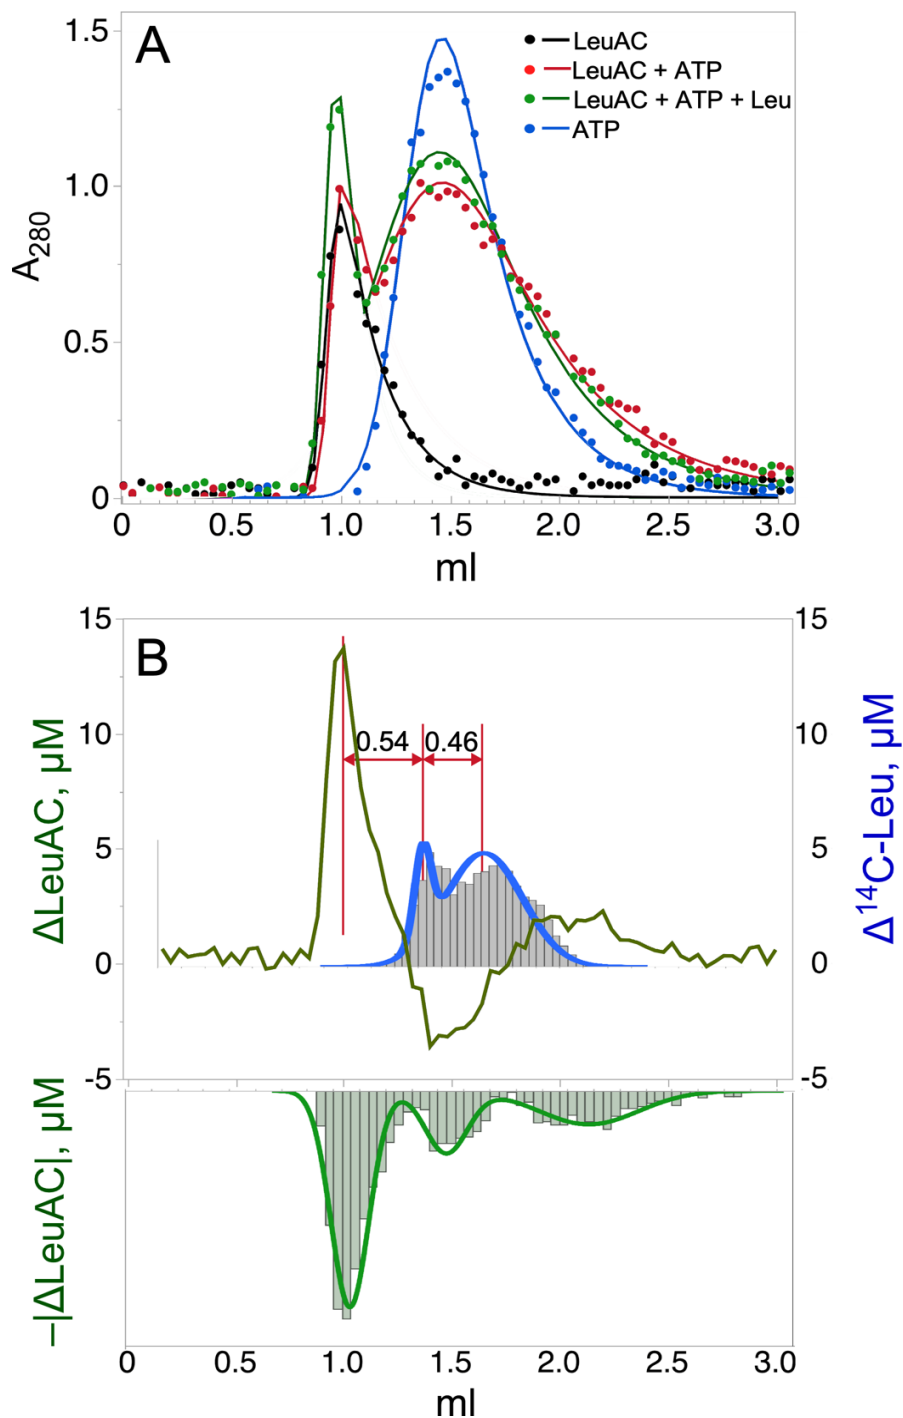 A
LeuAC
LeuAC + ATP
LeuAC + ATP + Leu
ATP
1.5
1.0
0.5
0
A280
0 0.5 1.0 1.5 2.0 2.5 3.0
ml
B
15 15
10 10
5 5
0 0
-5 -5
0.54 0.46
ΔLeuAC, µM
Δ¹⁴C-Leu, µM
–|ΔLeuAC|, µM
0 0.5 1.0 1.5 2.0 2.5 3.0
ml